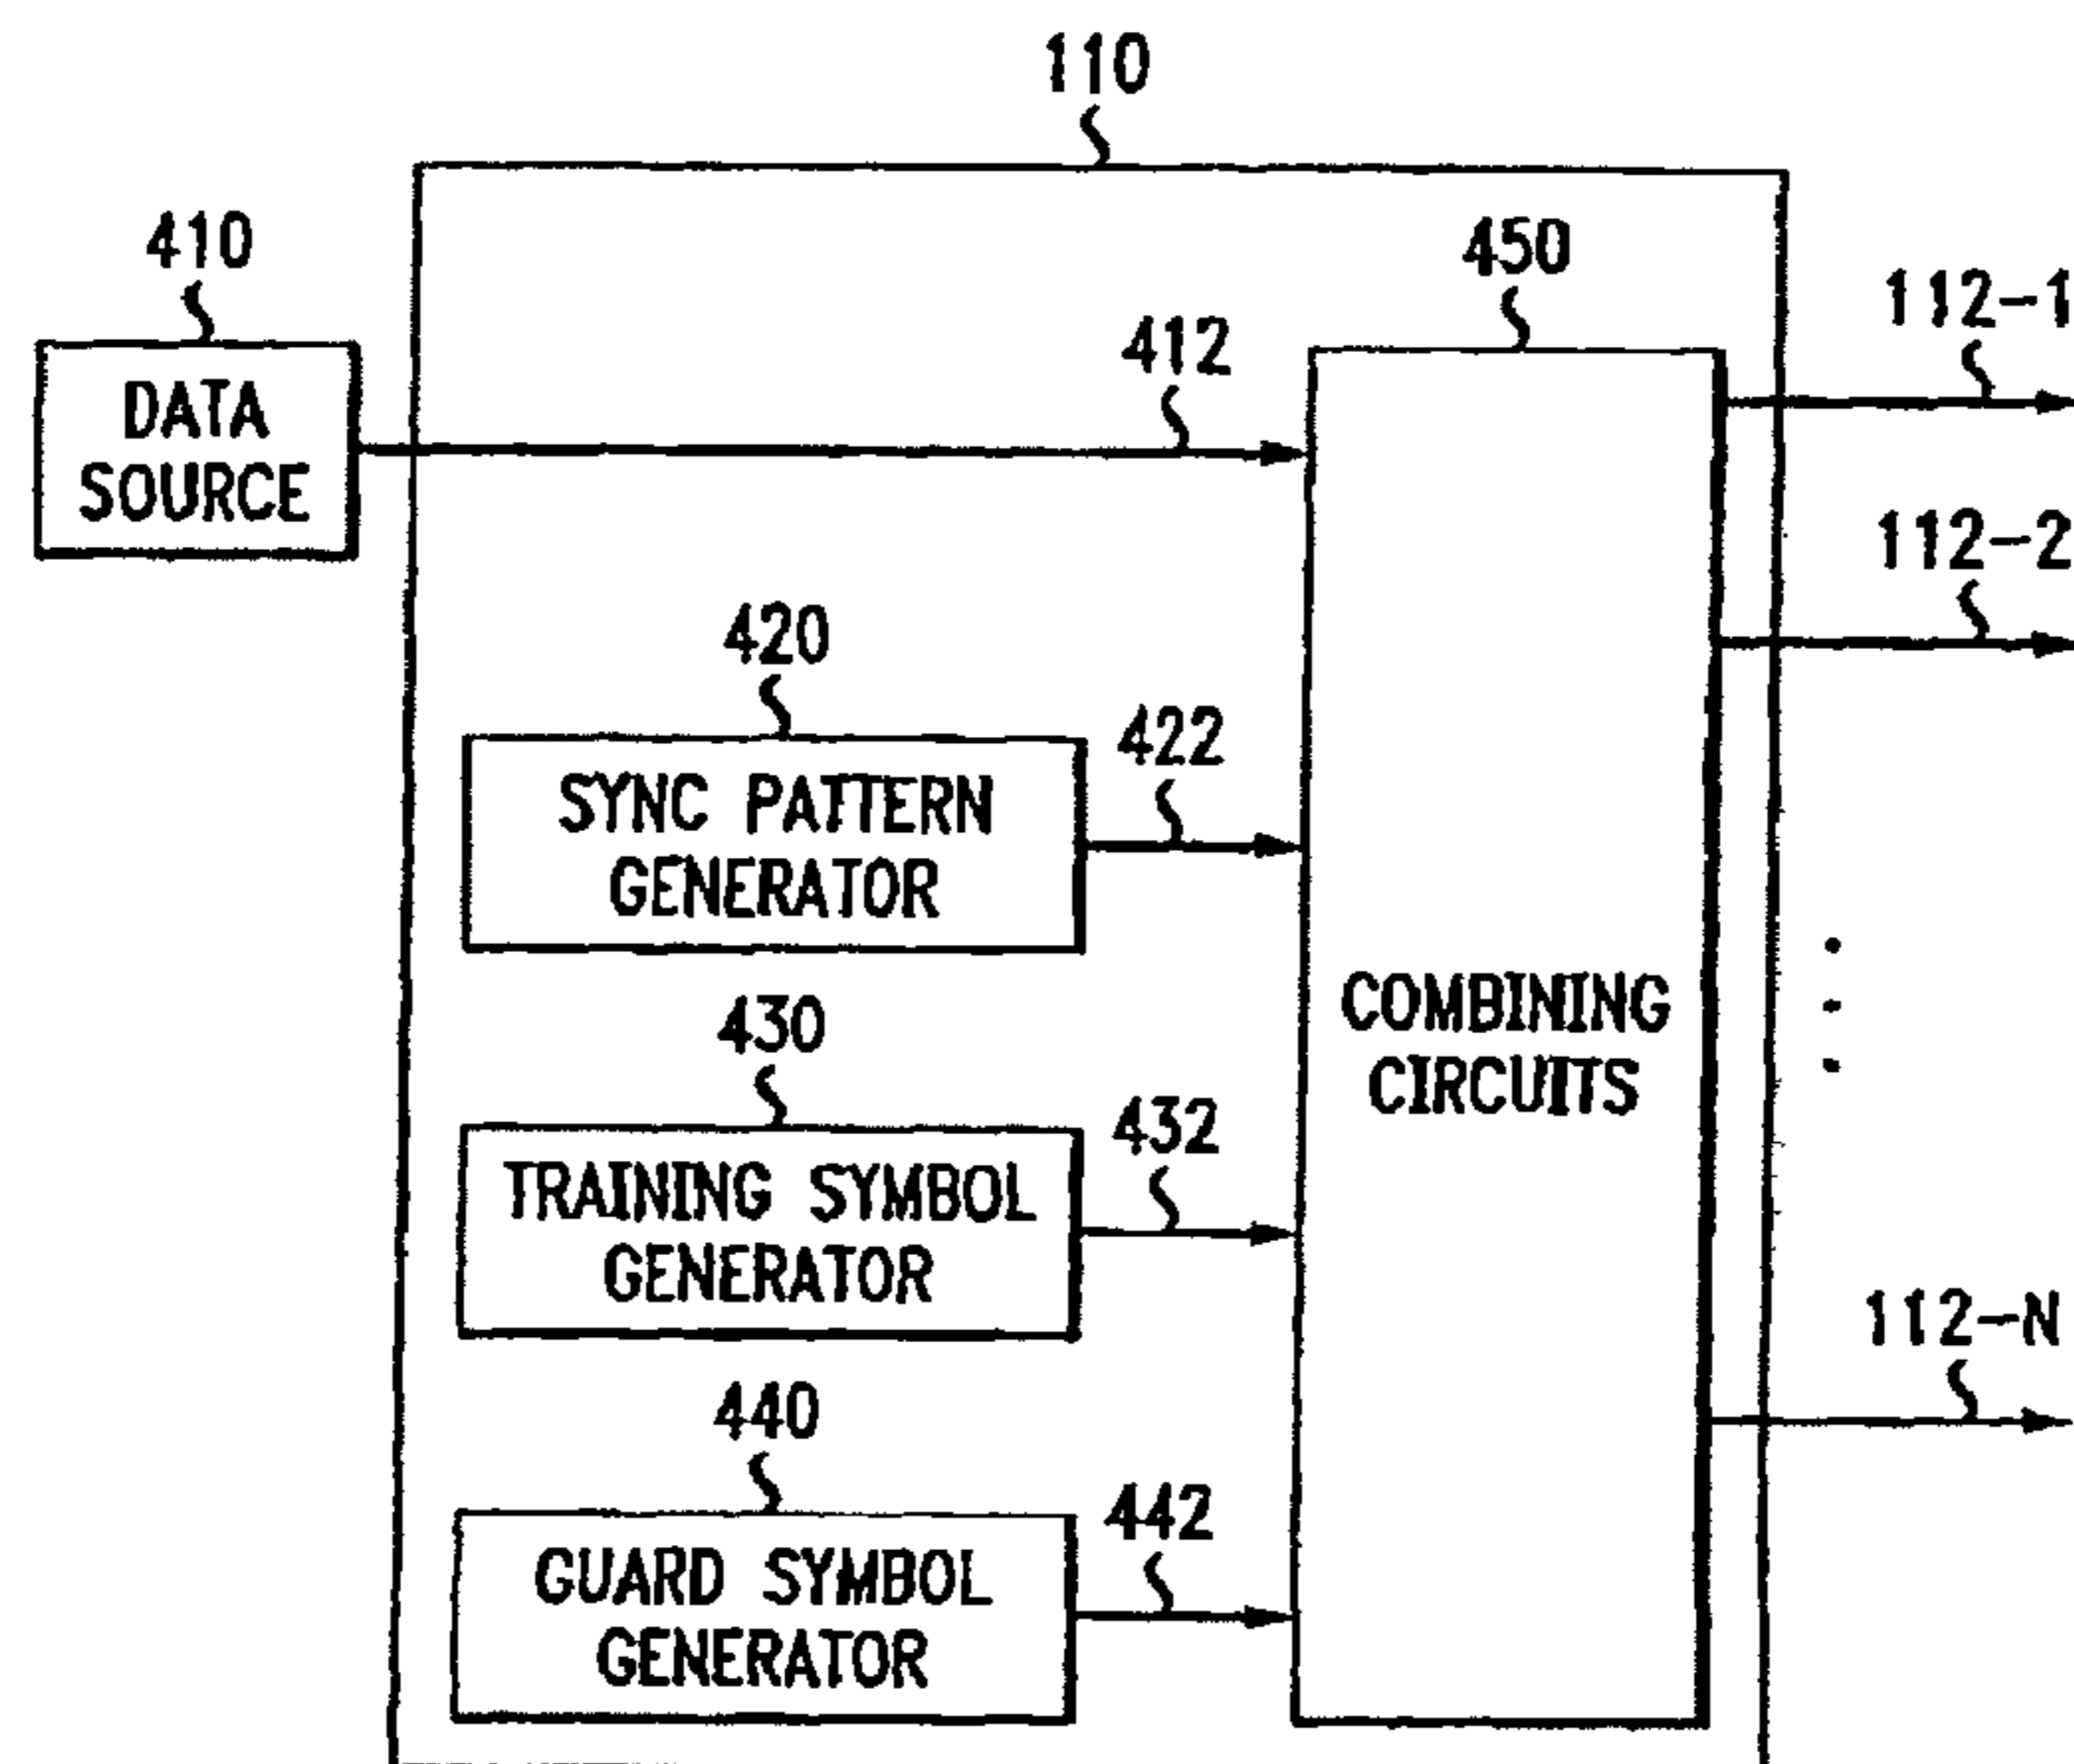 110
410
450
112-1
412
DATA
SOURCE
112-2
420
422
SYNC PATTERN
GENERATOR
COMBINING
CIRCUITS
430
432
TRAINING SYMBOL
GENERATOR
112-N
440
442
GUARD SYMBOL
GENERATOR